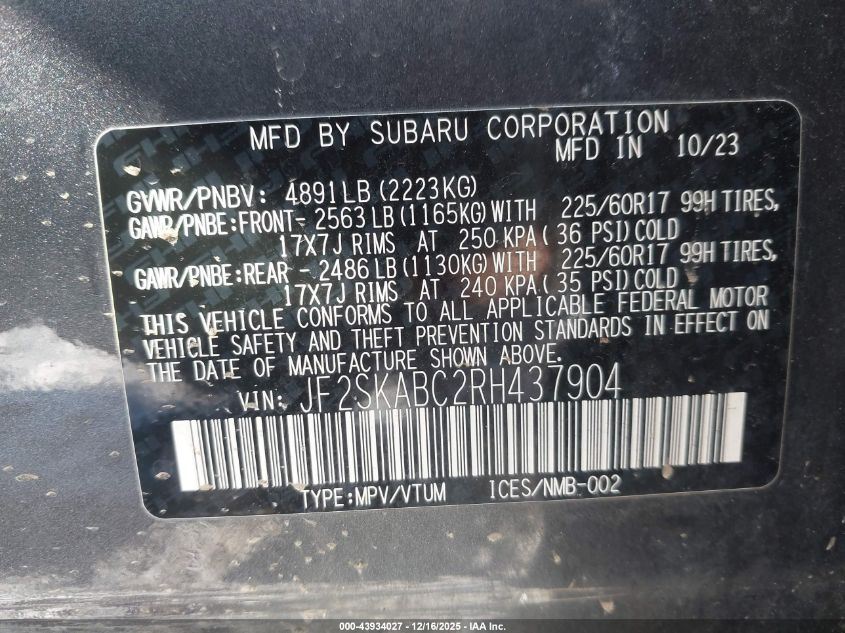 MFD BY SUBARU CORPORATION
MFD IN 10/23
GVWR/PNBV: 4891LB (2223KG)
GAWR/PNBE:FRONT- 2563 LB (1165KG) WITH 225/60R17 99H TIRES,
17X7J RIMS AT 250 KPA( 36 PSI) COLD
GAWR/PNBE:REAR - 2486 LB (1130KG) WITH 225/60R17 99H TIRES,
17X7J RIMS AT 240 KPA( 35 PSI) COLD
THIS VEHICLE CONFORMS TO ALL APPLICABLE FEDERAL MOTOR
VEHICLE SAFETY AND THEFT PREVENTION STANDARDS IN EFFECT ON
THE DATE OF MANUFACTURE SHOWN ABOVE.
VIN: JF2SKABC2RH437904
TYPE:MPV/VTUM ICES/NMB-002
000-43934027 - 12/16/2025 - IAA Inc.